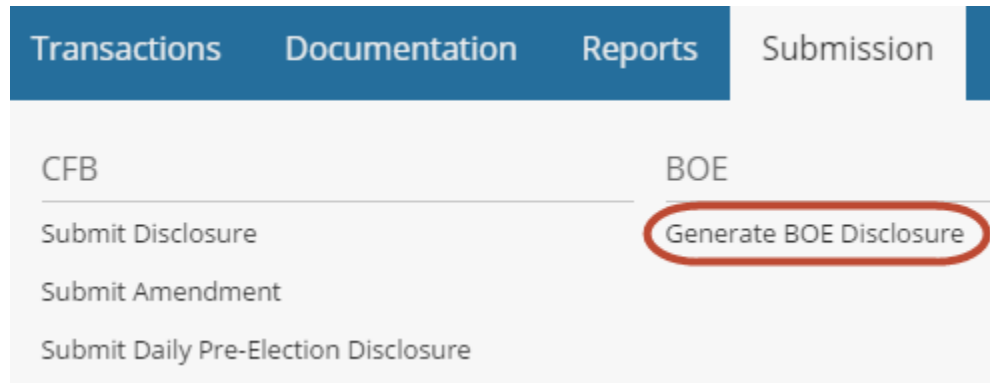 Transactions Documentation Reports Submission
CFB
Submit Disclosure
Submit Amendment
Submit Daily Pre-Election Disclosure
BOE
Generate BOE Disclosure